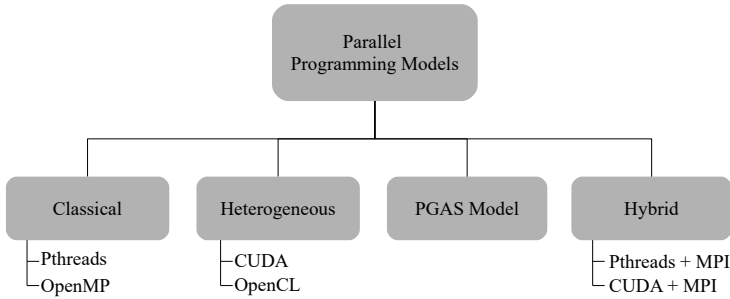 Parallel
Programming Models
Classical
Heterogeneous
PGAS Model
Hybrid
Pthreads
OpenMP
CUDA
OpenCL
Pthreads + MPI
CUDA + MPI